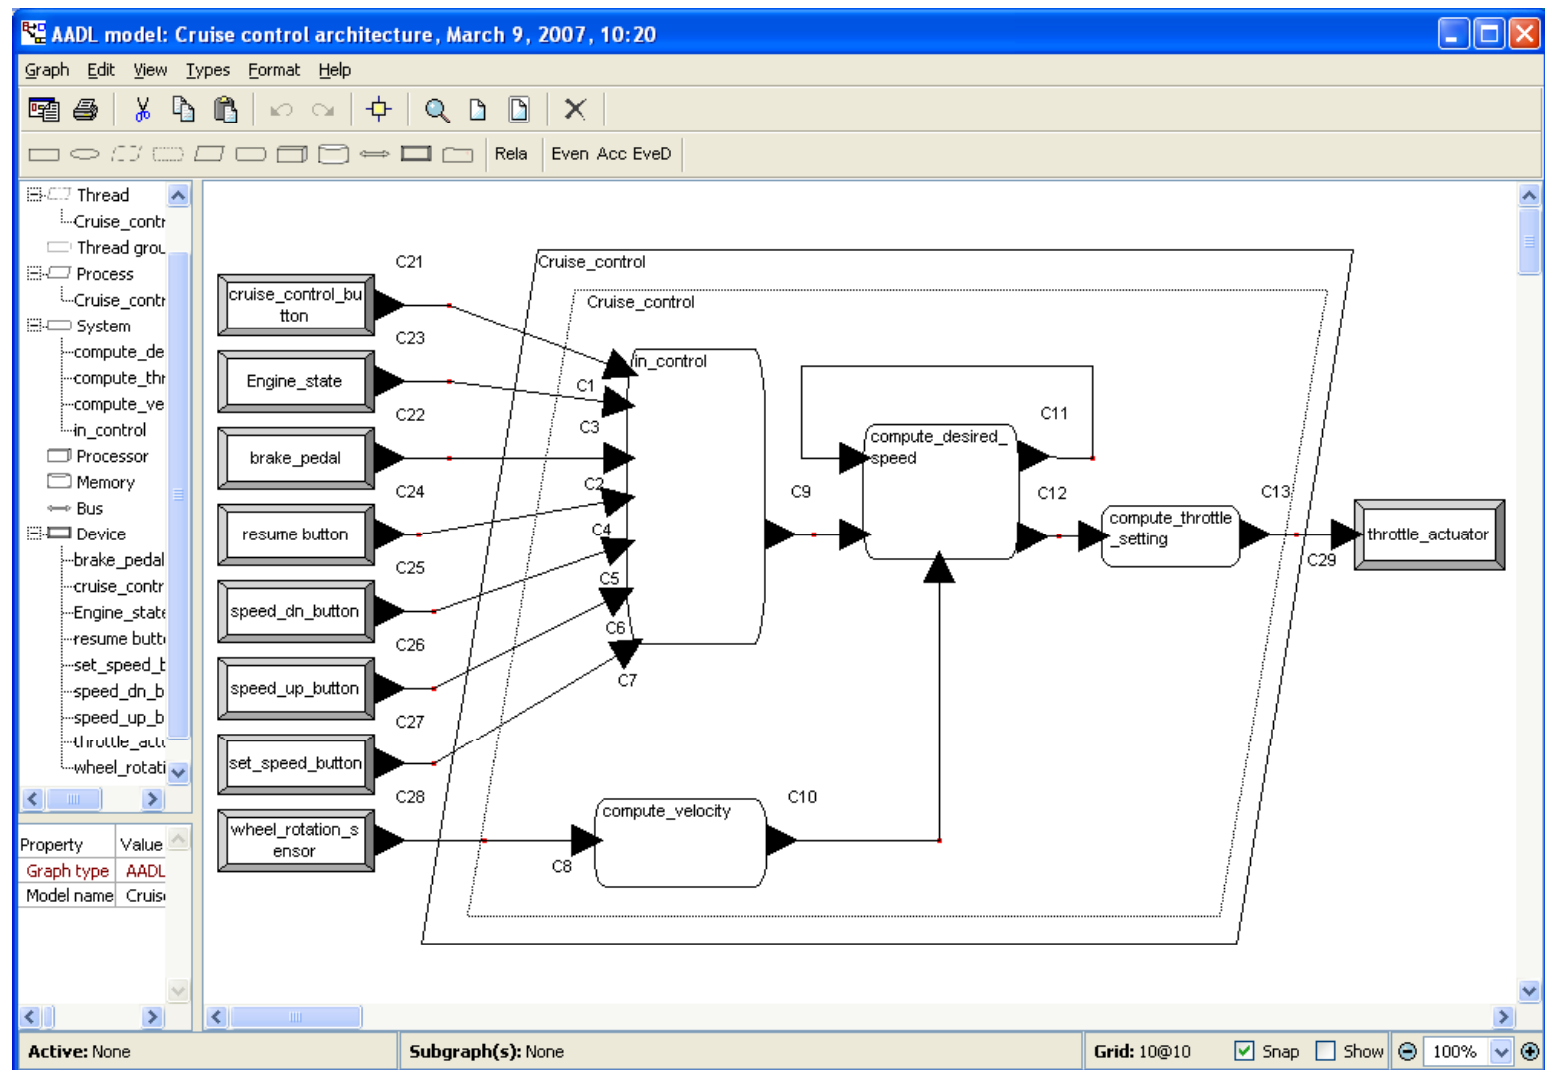 AADL model: Cruise control architecture, March 9, 2007, 10:20
Graph Edit View Types Format Help
Rela Even Acc EveD
Thread
Cruise_contr
Thread grou
Process
Cruise_contr
System
compute_de
compute_thr
compute_ve
in_control
Processor
Memory
Bus
Device
brake_pedal
cruise_contr
Engine_state
resume butt
set_speed_b
speed_dn_b
speed_up_b
throttle_actu
wheel_rotati
Property Value
Graph type AADL
Model name Cruis
C21
cruise_control_bu
tton
C23
Engine_state
C22
brake_pedal
C24
resume button
C25
speed_dn_button
C26
speed_up_button
C27
set_speed_button
C28
wheel_rotation_s
ensor
Cruise_control
Cruise_control
in_control
C1
C3
C2
C4
C5
C6
C7
C8
compute_velocity
C10
C9
compute_desired_
speed
C11
C12
compute_throttle
_setting
C13
C29
throttle_actuator
Active: None
Subgraph(s): None
Grid: 10@10
Snap
Show
100%